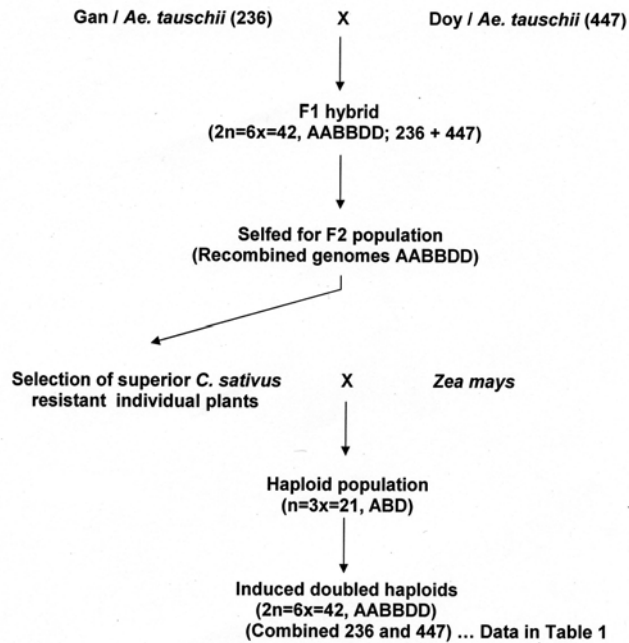 Gan / Ae. tauschii (236) X Doy / Ae. tauschii (447)
F1 hybrid
(2n=6x=42, AABBDD; 236 + 447)
Selfed for F2 population
(Recombined genomes AABBDD)
Selection of superior C. sativus X Zea mays
resistant individual plants
Haploid population
(n=3x=21, ABD)
Induced doubled haploids
(2n=6x=42, AABBDD)
(Combined 236 and 447) ... Data in Table 1